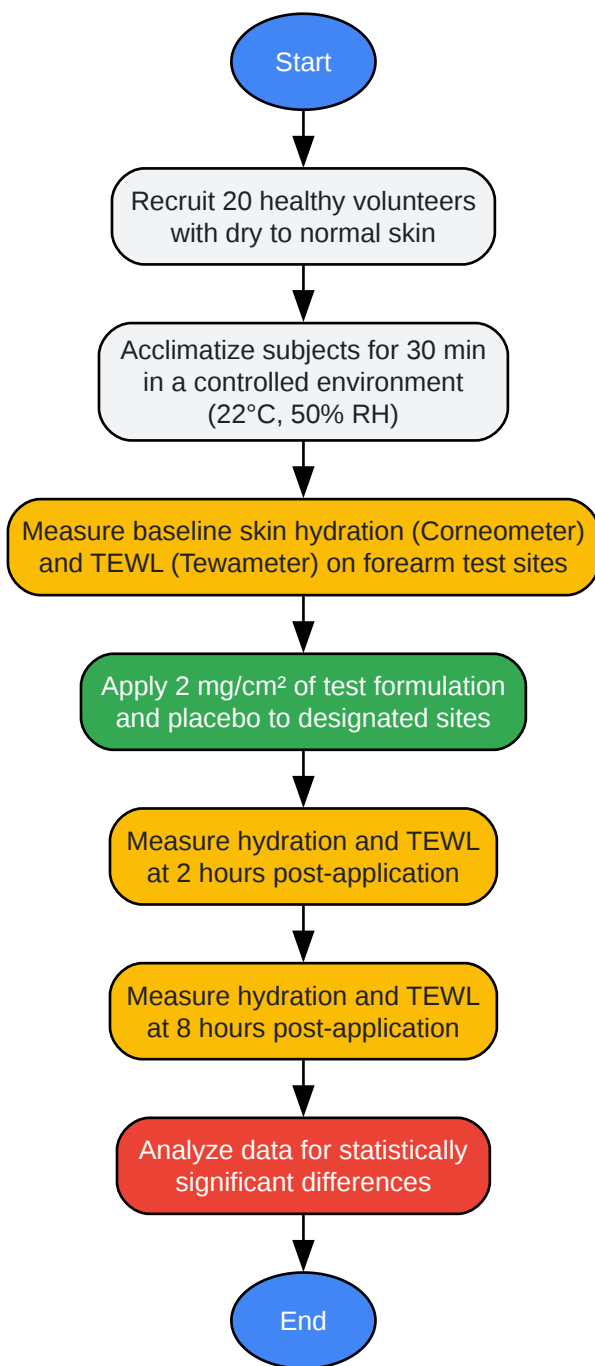 Start
Recruit 20 healthy volunteers
with dry to normal skin
Acclimatize subjects for 30 min
in a controlled environment
(22°C, 50% RH)
Measure baseline skin hydration (Corneometer)
and TEWL (Tewameter) on forearm test sites
Apply 2 mg/cm² of test formulation
and placebo to designated sites
Measure hydration and TEWL
at 2 hours post-application
Measure hydration and TEWL
at 8 hours post-application
Analyze data for statistically
significant differences
End